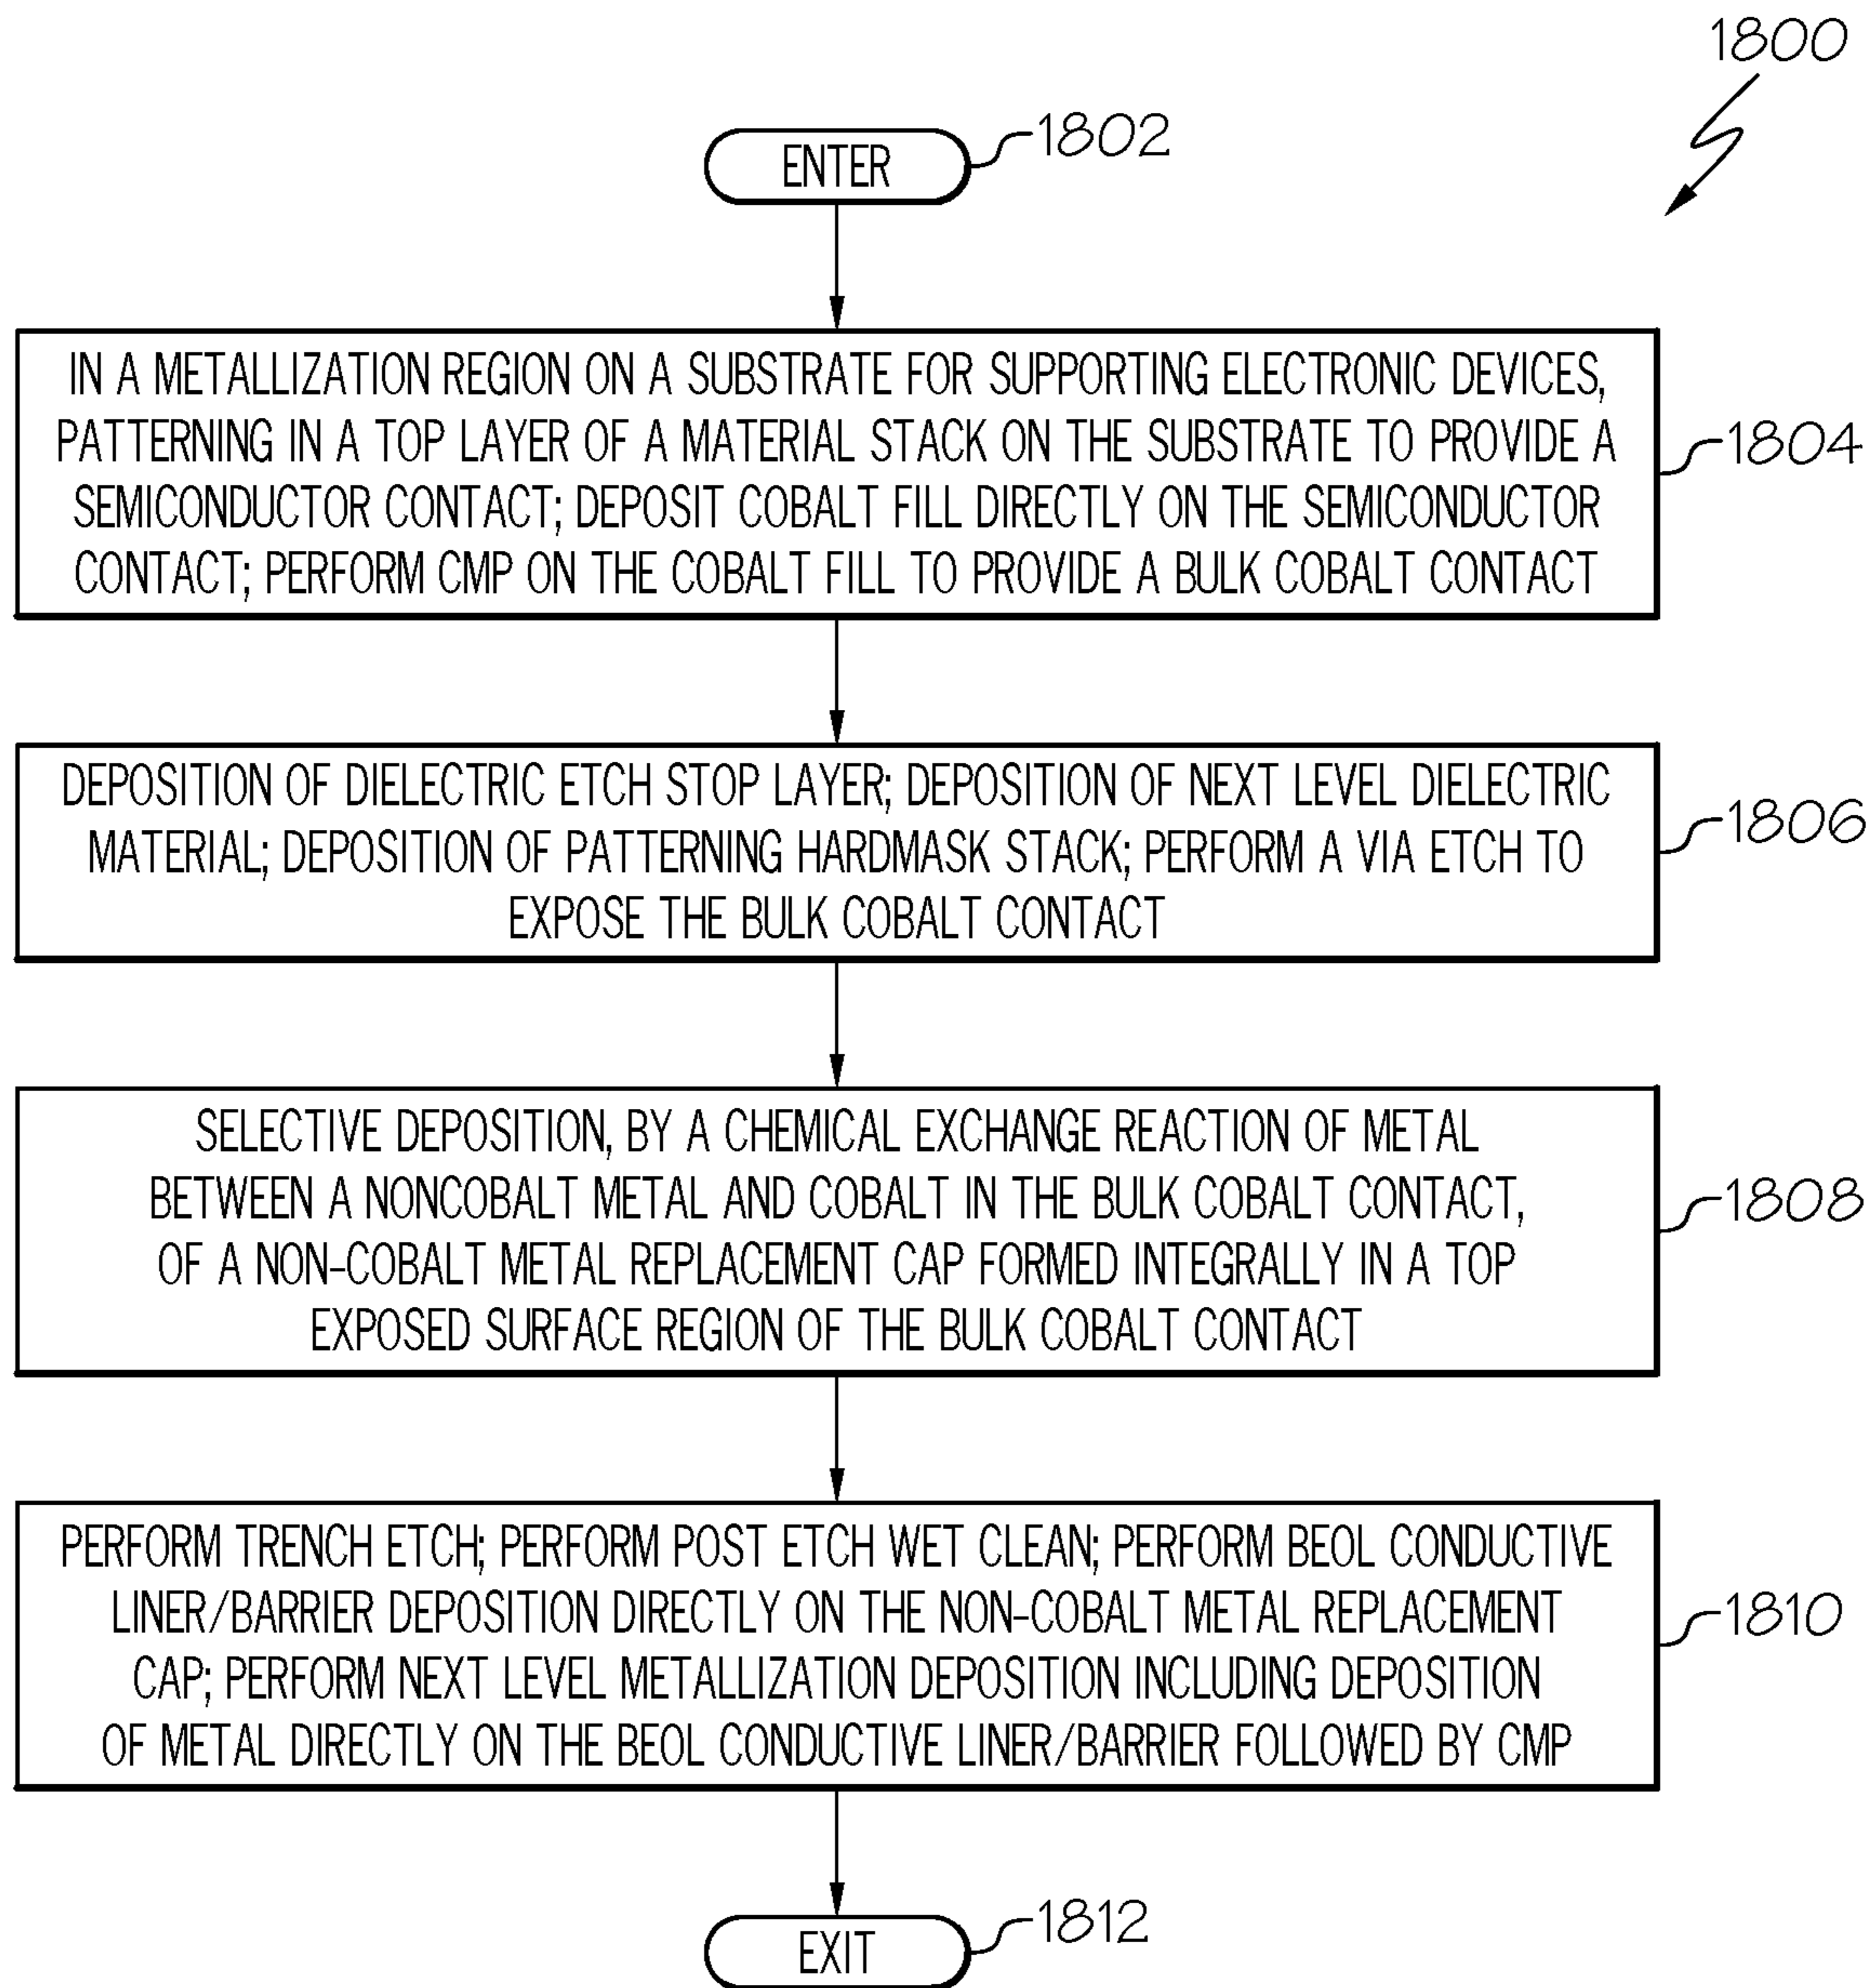 1800
ENTER
1802
IN A METALLIZATION REGION ON A SUBSTRATE FOR SUPPORTING ELECTRONIC DEVICES,
PATTERNING IN A TOP LAYER OF A MATERIAL STACK ON THE SUBSTRATE TO PROVIDE A
SEMICONDUCTOR CONTACT; DEPOSIT COBALT FILL DIRECTLY ON THE SEMICONDUCTOR
CONTACT; PERFORM CMP ON THE COBALT FILL TO PROVIDE A BULK COBALT CONTACT
1804
DEPOSITION OF DIELECTRIC ETCH STOP LAYER; DEPOSITION OF NEXT LEVEL DIELECTRIC
MATERIAL; DEPOSITION OF PATTERNING HARDMASK STACK; PERFORM A VIA ETCH TO
EXPOSE THE BULK COBALT CONTACT
1806
SELECTIVE DEPOSITION, BY A CHEMICAL EXCHANGE REACTION OF METAL
BETWEEN A NONCOBALT METAL AND COBALT IN THE BULK COBALT CONTACT,
OF A NON-COBALT METAL REPLACEMENT CAP FORMED INTEGRALLY IN A TOP
EXPOSED SURFACE REGION OF THE BULK COBALT CONTACT
1808
PERFORM TRENCH ETCH; PERFORM POST ETCH WET CLEAN; PERFORM BEOL CONDUCTIVE
LINER/BARRIER DEPOSITION DIRECTLY ON THE NON-COBALT METAL REPLACEMENT
CAP; PERFORM NEXT LEVEL METALLIZATION DEPOSITION INCLUDING DEPOSITION
OF METAL DIRECTLY ON THE BEOL CONDUCTIVE LINER/BARRIER FOLLOWED BY CMP
1810
EXIT
1812